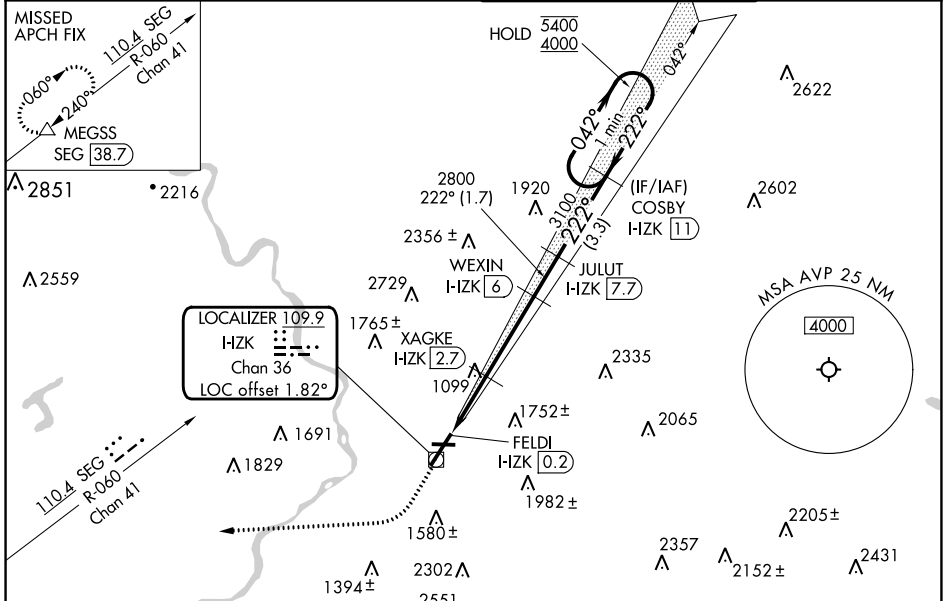 MISSED
APCH FIX
110.4 SEG
R-060
Chan 41
060°
240°
MEGSS
SEG 38.7
HOLD 5400
4000
042°
2622
042°
1 min
222°
2851
2216
2800
222° (1.7)
1920
3100
222°
(3.3)
(IF/IAF)
COSBY
I-IZK 11
2602
2356 ±
2559
WEXIN
I-IZK 6
JULUT
I-IZK 7.7
2729
MSA AVP 25 NM
4000
LOCALIZER 109.9
I-IZK
Chan 36
LOC offset 1.82°
1765 ±
XAGKE
I-IZK 2.7
1099
2335
1752 ±
2065
1691
FELDI
I-IZK 0.2
1829
110.4 SEG
R-060
Chan 41
1982 ±
1580 ±
2205 ±
2357
2152 ±
2431
1394 ±
2302
2551